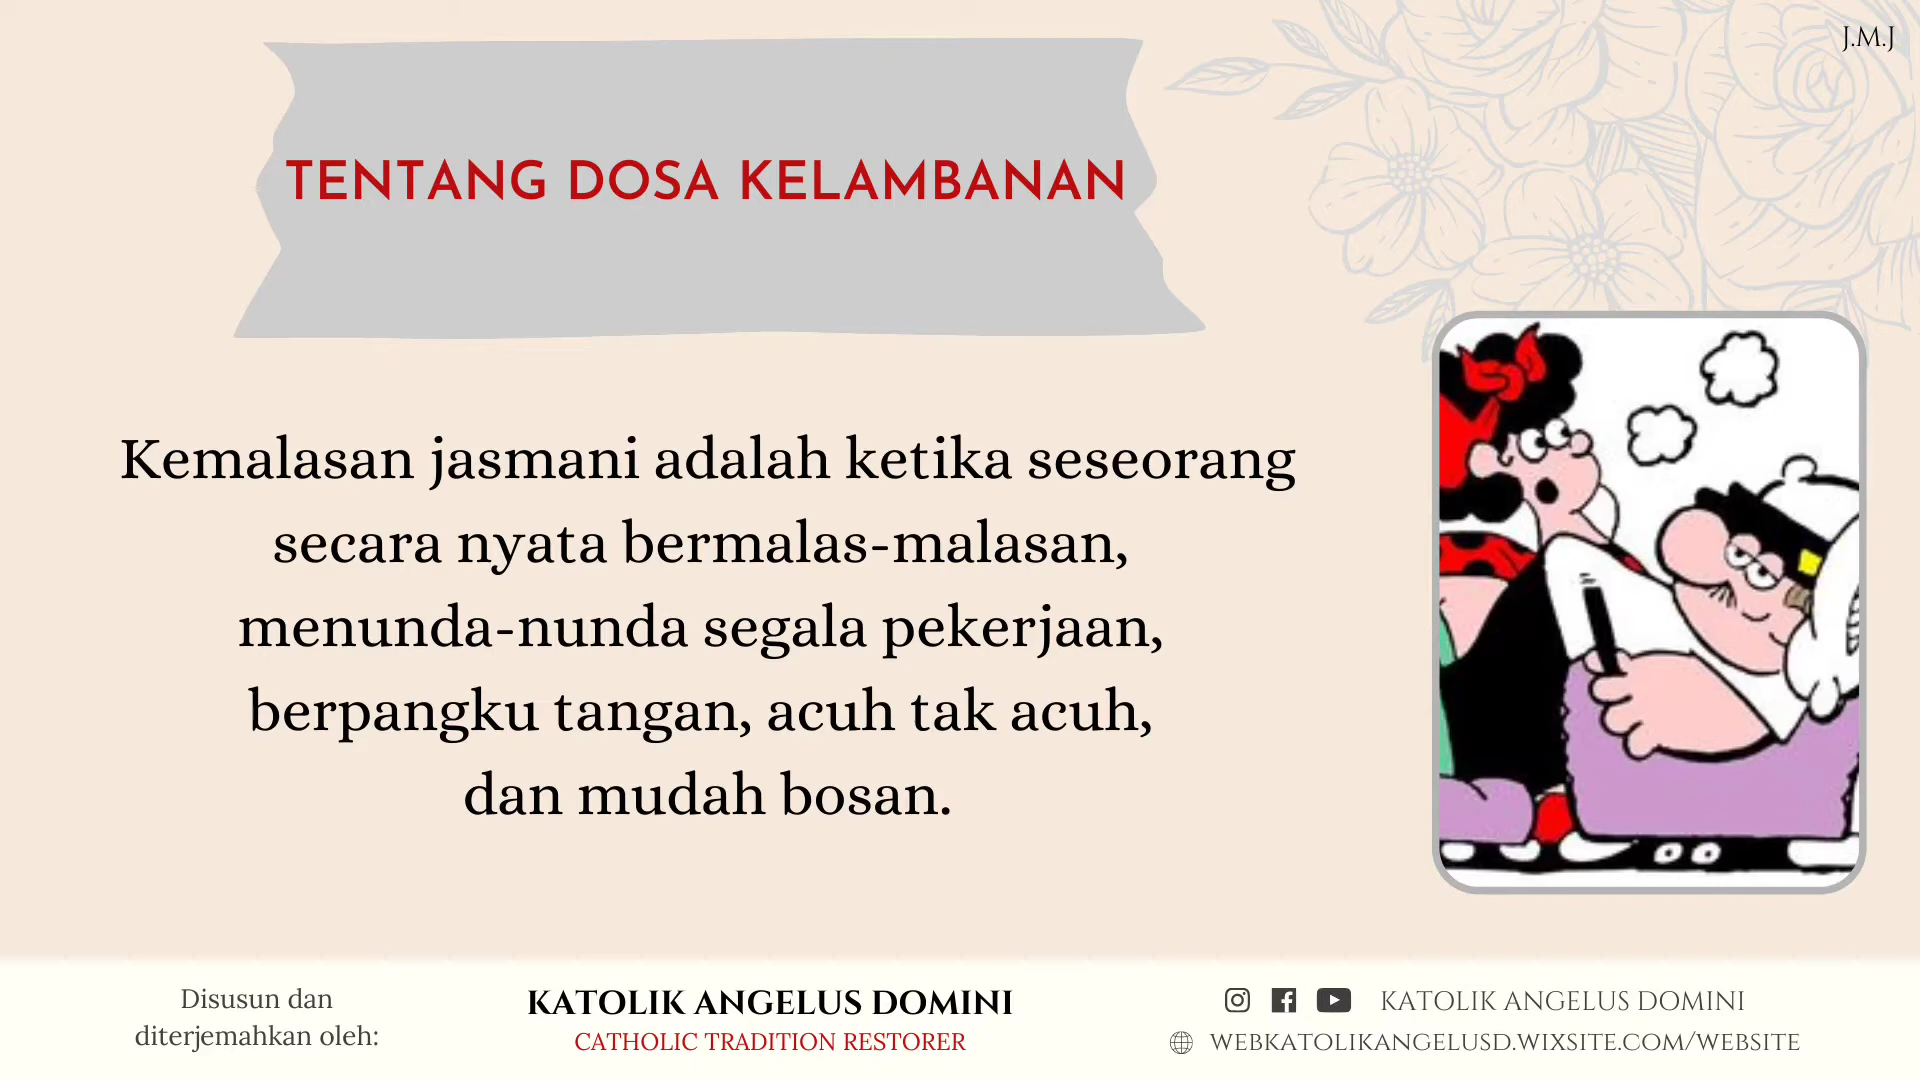 J.M.J
TENTANG DOSA KELAMBANAN
Kemalasan jasmani adalah ketika seseorang
secara nyata bermalas-malasan,
menunda-nunda segala pekerjaan,
berpangku tangan, acuh tak acuh,
dan mudah bosan.
Disusun dan
diterjemahkan oleh:
KATOLIK ANGELUS DOMINI
CATHOLIC TRADITION RESTORER
KATOLIK ANGELUS DOMINI
WEBKATOLIKANGELUSD.WIXSITE.COM/WEBSITE